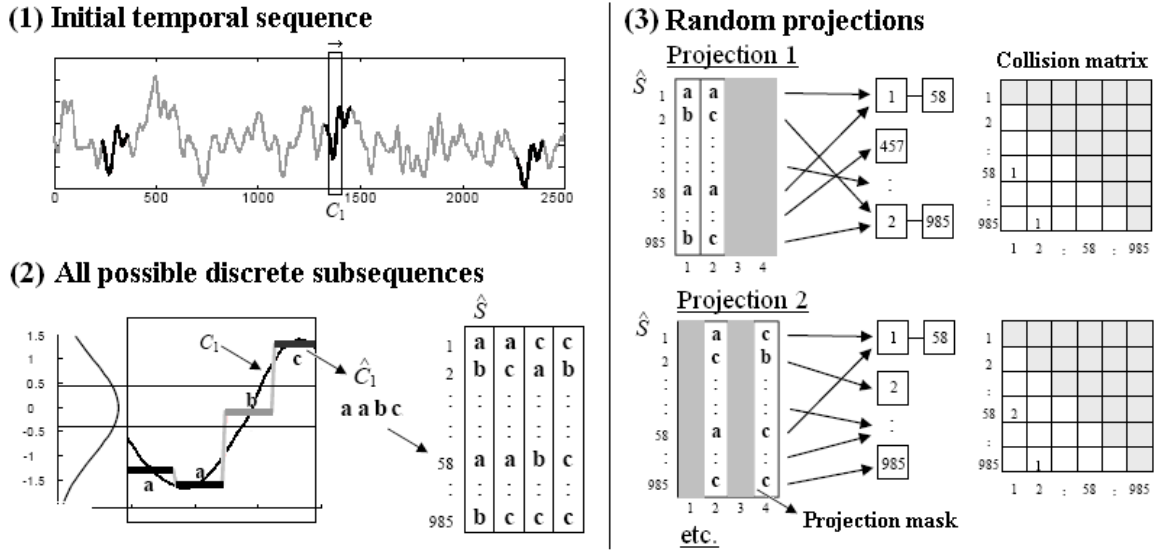 (1) Initial temporal sequence
→
0 500 1000 1500 2000 2500
C1
(2) All possible discrete subsequences
1.5
1
0.5
0
-0.5
-1
-1.5
C1
a
a
b
c
Ĉ1
a a b c
Ŝ
1 a a c c
2 b c a b
: : : : :
: : : : :
: : : : :
58 a a b c
: : : : :
: : : : :
985 b c c c
(3) Random projections
Projection 1
Ŝ
1 a a
2 b c
: : :
: : :
58 a a
: : :
: : :
985 b c
1 2 3 4
1 58
457
:
2 985
Collision matrix
1
2
:
58 1
:
985 1
1 2 : 58 : 985
Projection 2
Ŝ
1 a c
2 c b
: : :
: : :
58 a c
: : :
985 c c
1 2 3 4
1 58
2
:
985
1
2
:
58 2
:
985 1
1 2 : 58 : 985
Projection mask
etc.